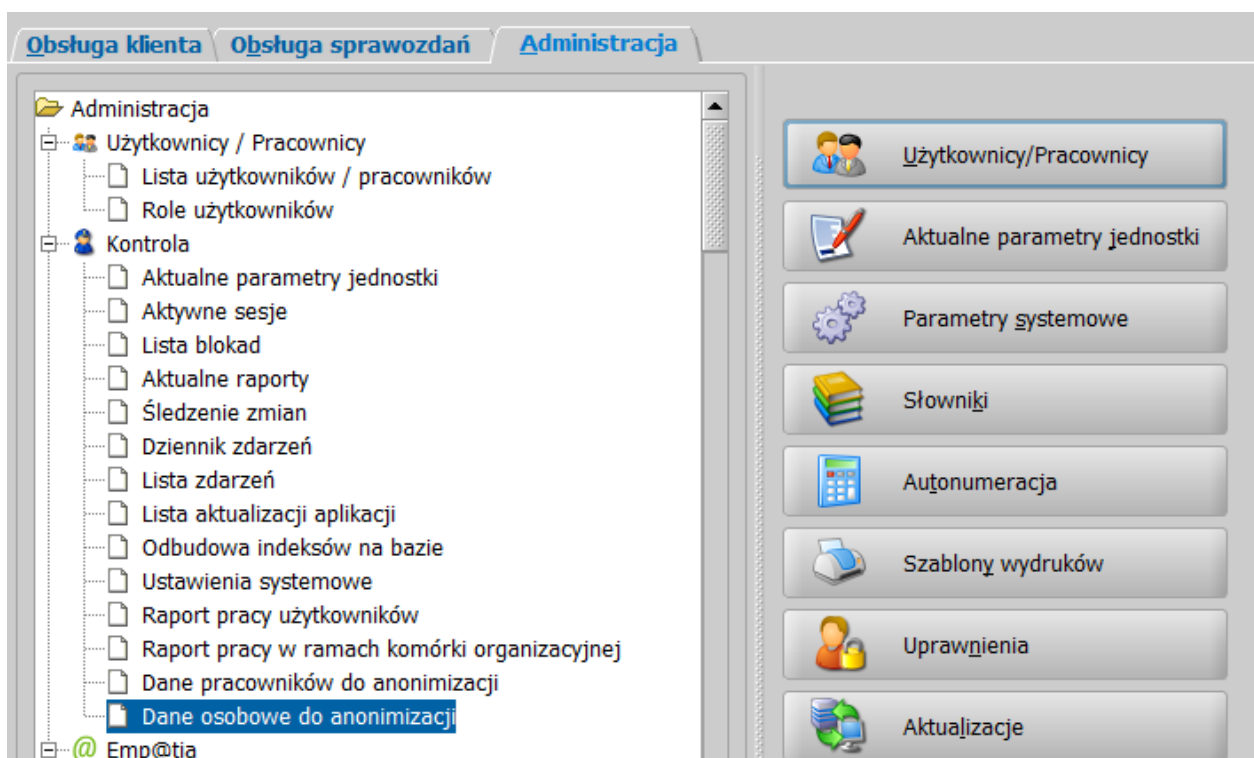 Obsługa klienta Obsługa sprawozdań Administracja
Administracja
Użytkownicy / Pracownicy
Lista użytkowników / pracowników
Role użytkowników
Kontrola
Aktualne parametry jednostki
Aktywne sesje
Lista blokad
Aktualne raporty
Śledzenie zmian
Dziennik zdarzeń
Lista zdarzeń
Lista aktualizacji aplikacji
Odbudowa indeksów na bazie
Ustawienia systemowe
Raport pracy użytkowników
Raport pracy w ramach komórki organizacyjnej
Dane pracowników do anonimizacji
Dane osobowe do anonimizacji
@ Emp@tia
Użytkownicy/Pracownicy
Aktualne parametry jednostki
Parametry systemowe
Słowniki
Autonumeracja
Szablony wydruków
Uprawnienia
Aktualizacje